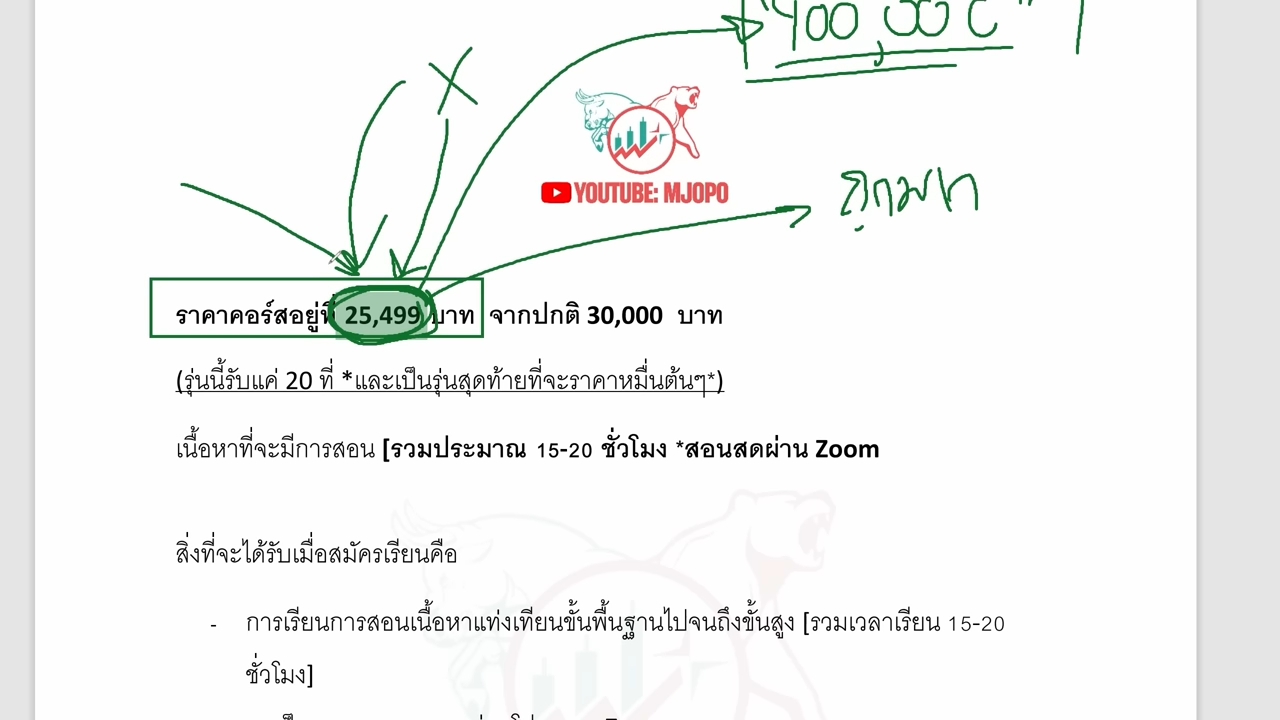 "400,000"
YOUTUBE: MJOPO
ถูกมาก
ราคาคอร์สอยู่ที่ 25,499 บาท จากปกติ 30,000 บาท
(รุ่นนี้รับแค่ 20 ที่ *และเป็นรุ่นสุดท้ายที่จะราคาหมื่นต้นๆ*)
เนื้อหาที่จะมีการสอน [รวมประมาณ 15-20 ชั่วโมง *สอนสดผ่าน Zoom
สิ่งที่จะได้รับเมื่อสมัครเรียนคือ
- การเรียนการสอนเนื้อหาแท่งเทียนขั้นพื้นฐานไปจนถึงขั้นสูง [รวมเวลาเรียน 15-20
ชั่วโมง]